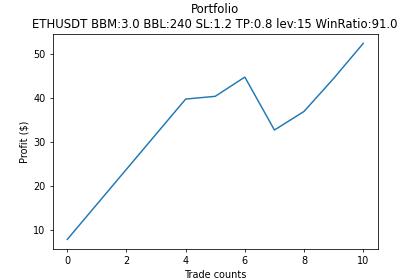 Portfolio
ETHUSDT BBM:3.0 BBL:240 SL:1.2 TP:0.8 lev:15 WinRatio:91.0
50
40
30
20
10
Profit ($)
0 2 4 6 8 10
Trade counts